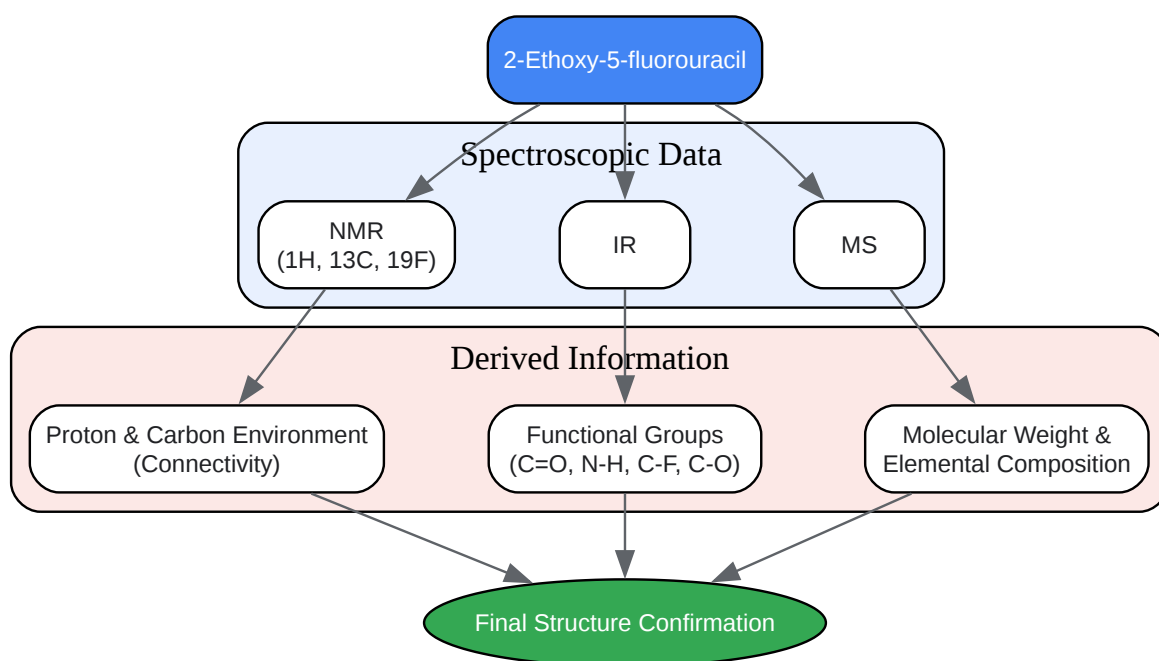 2-Ethoxy-5-fluorouracil
Spectroscopic Data
NMR
(1H, 13C, 19F)
IR
MS
Derived Information
Proton & Carbon Environment
(Connectivity)
Functional Groups
(C=O, N-H, C-F, C-O)
Molecular Weight &
Elemental Composition
Final Structure Confirmation